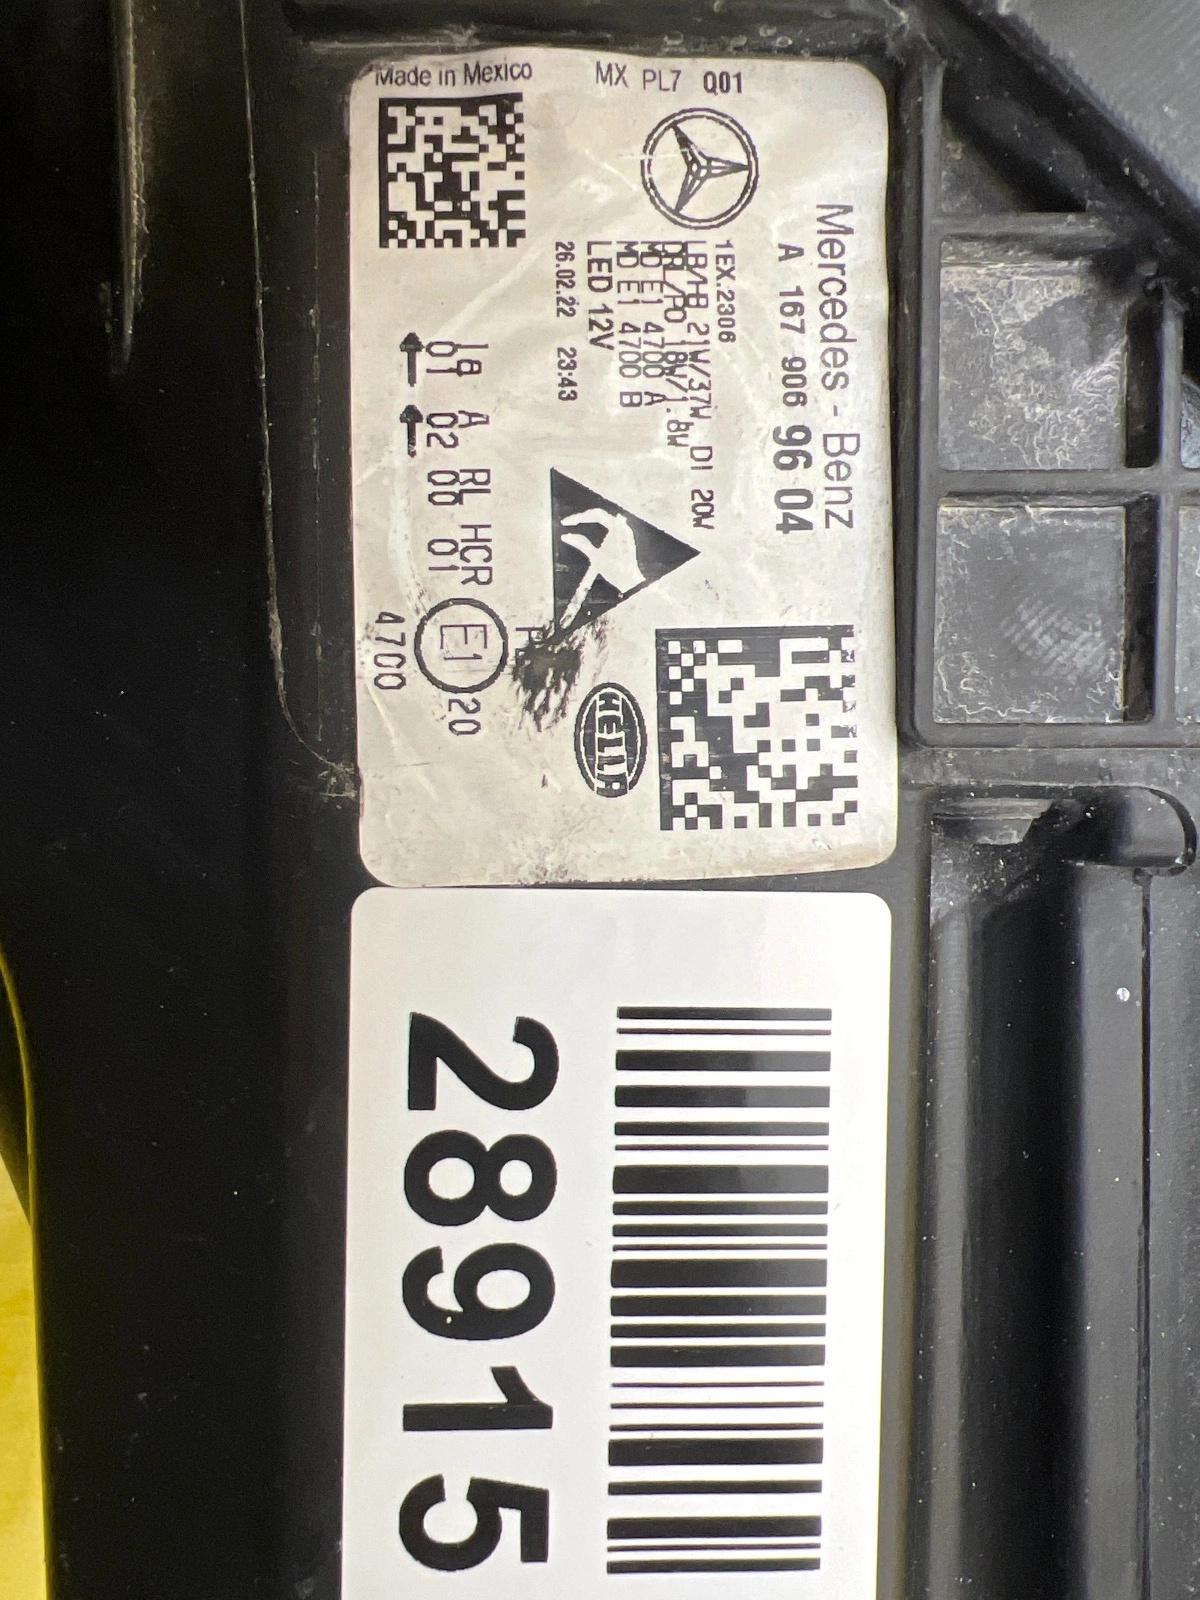 Made in Mexico
MX PL7 Q01
Mercedes - Benz
A 167 906 96 04
1EX.2306
LB/HB 21W/37W, DI 20W
DRL/PO 18W/1.8W
MD E1 4700 A
MD E1 4700 B
LED 12V
26.02.22 23:43
HELLA
1a A RL HCR E1 20
01 02 00 01
4700
28915